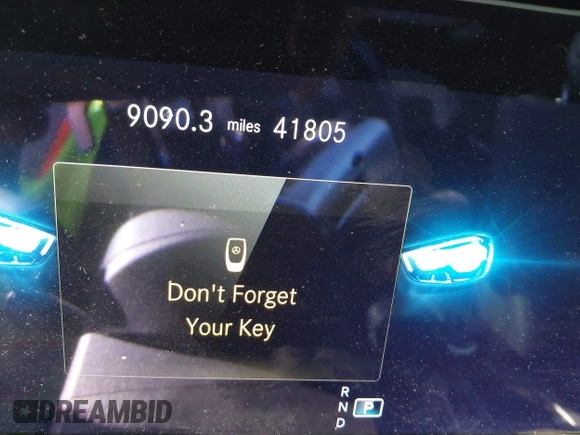 9090.3 miles 41805
Don't Forget
Your Key
R
N P
D
DREAMBID